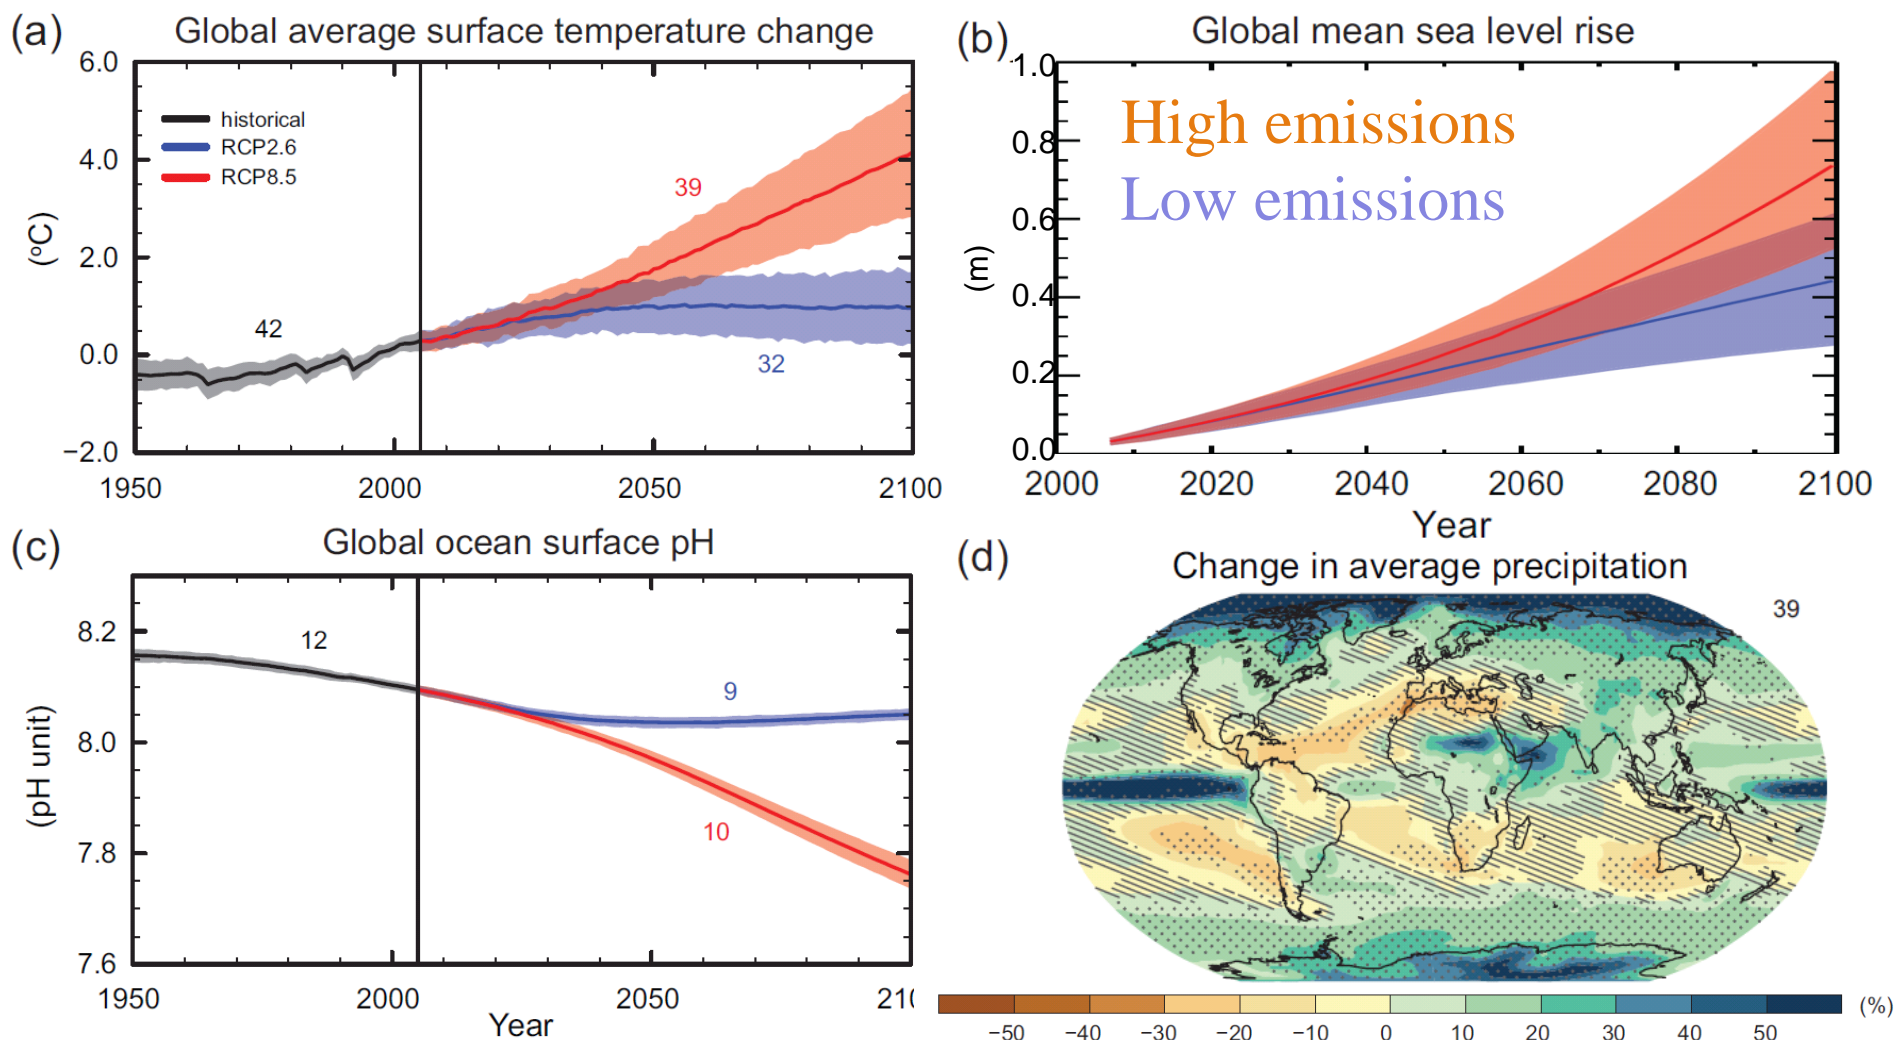 (a) Global average surface temperature change
6.0
4.0
2.0
0.0
−2.0
(°C)
historical
RCP2.6
RCP8.5
39
42
32
1950 2000 2050 2100
(b) Global mean sea level rise
1.0
0.8
0.6
0.4
0.2
0.0
(m)
High emissions
Low emissions
2000 2020 2040 2060 2080 2100
Year
(c) Global ocean surface pH
8.2
8.0
7.8
7.6
(pH unit)
12
9
10
1950 2000 2050 210
Year
(d) Change in average precipitation
39
(%)
−50 −40 −30 −20 −10 0 10 20 30 40 50